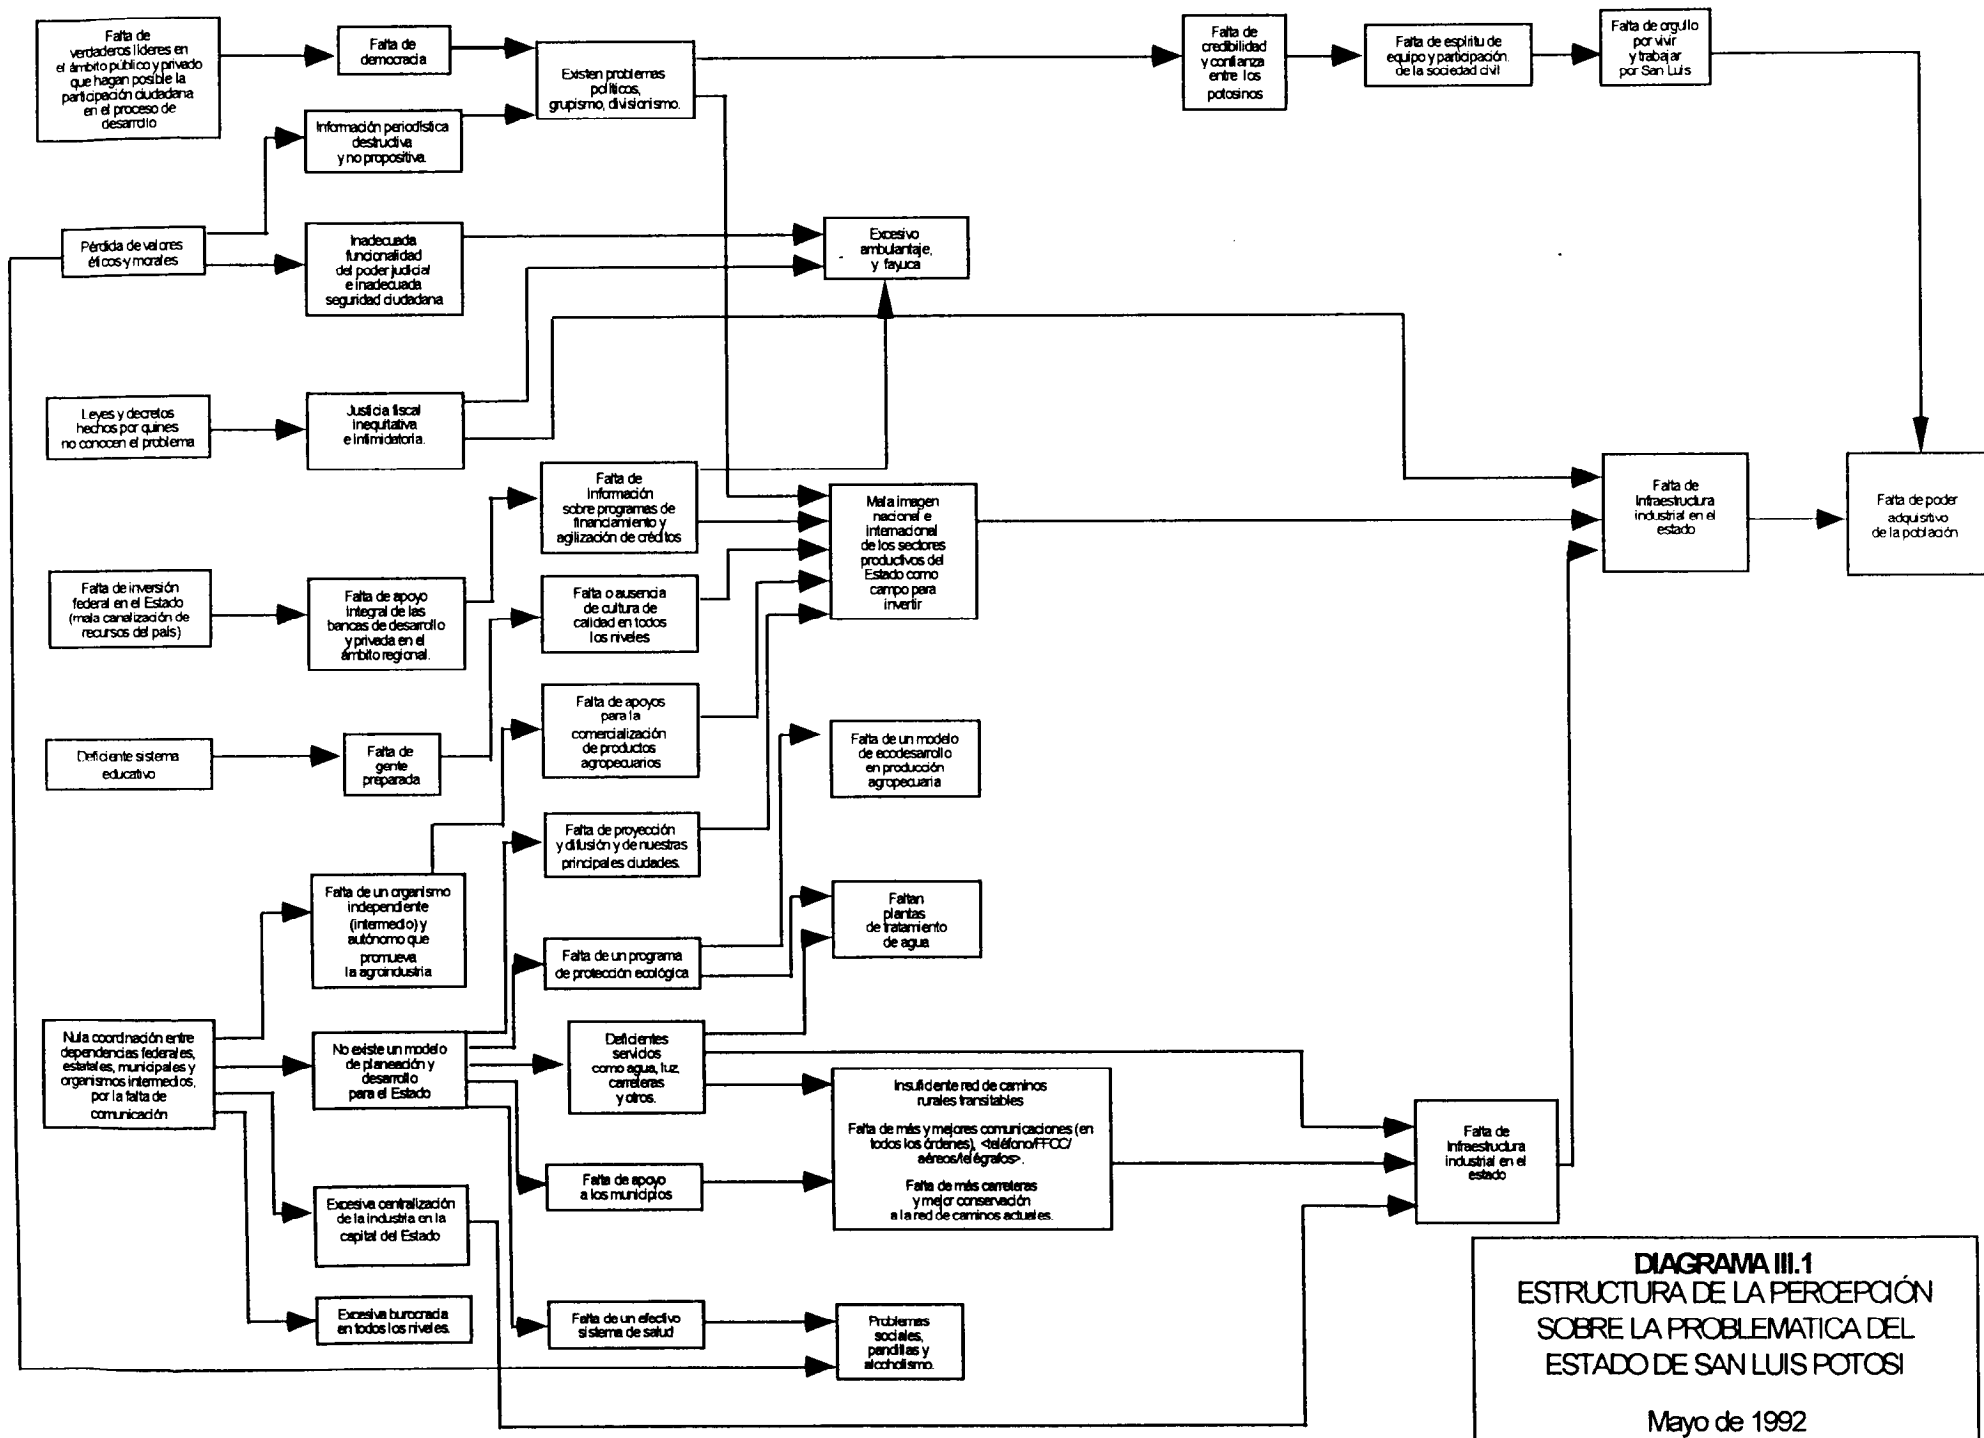 Falta de
verdaderos líderes en
el ámbito público y privado
que hagan posible la
participación ciudadana
en el proceso de
desarrollo
Falta de
democracia
Existen problemas
políticos,
grupismo, divisionismo.
Falta de
credibilidad
y confianza
entre los
potosinos
Falta de espíritu de
equipo y participación
de la sociedad civil
Falta de orgullo
por vivir
y trabajar
por San Luis
Información periodística
destructiva
y no propositiva.
Pérdida de valores
éticos y morales
Inadecuada
funcionalidad
del poder judicial
e inadecuada
seguridad ciudadana
Excesivo
ambulantaje,
y fayuca
Leyes y decretos
hechos por quines
no conocen el problema
Justicia fiscal
inequitativa
e intimidatoria.
Falta de
Información
sobre programas de
financiamiento y
agilización de créditos
Mala imagen
nacional e
internacional
de los sectores
productivos del
Estado como
campo para
invertir
Falta de
Infraestructura
industrial en el
estado
Falta de poder
adquisitivo
de la población
Falta de inversión
federal en el Estado
(mala canalización de
recursos del país)
Falta de apoyo
integral de las
bancas de desarrollo
y privada en el
ámbito regional.
Falta o ausencia
de cultura de
calidad en todos
los niveles
Falta de apoyos
para la
comercialización
de productos
agropecuarios
Deficiente sistema
educativo
Falta de
gente
preparada
Falta de un modelo
de ecodesarrollo
en producción
agropecuaria
Falta de proyección
y difusión y de nuestras
principales ciudades.
Falta de un organismo
independiente
(intermedio) y
autónomo que
promueva
la agroindustria
Faltan
plantas
de tratamiento
de agua
Falta de un programa
de protección ecológica
Nula coordinación entre
dependencias federales,
estatales, municipales y
organismos intermedios,
por la falta de
comunicación
No existe un modelo
de planeación y
desarrollo
para el Estado
Deficientes
servicios
como agua, luz,
carreteras
y otros.
Insuficiente red de caminos
rurales transitables
Falta de más y mejores comunicaciones (en
todos los órdenes), <teléfono/FFCC/
aéreos/telégrafos>.
Falta de más carreteras
y mejor conservación
a la red de caminos actuales.
Falta de
Infraestructura
industrial en el
estado
Falta de apoyo
a los municipios
Excesiva centralización
de la industria en la
capital del Estado
Excesiva burocracia
en todos los niveles.
Falta de un efectivo
sistema de salud
Problemas
sociales,
pandillas y
alcoholismo.
DIAGRAMA III.1
ESTRUCTURA DE LA PERCEPCIÓN
SOBRE LA PROBLEMATICA DEL
ESTADO DE SAN LUIS POTOSI
Mayo de 1992